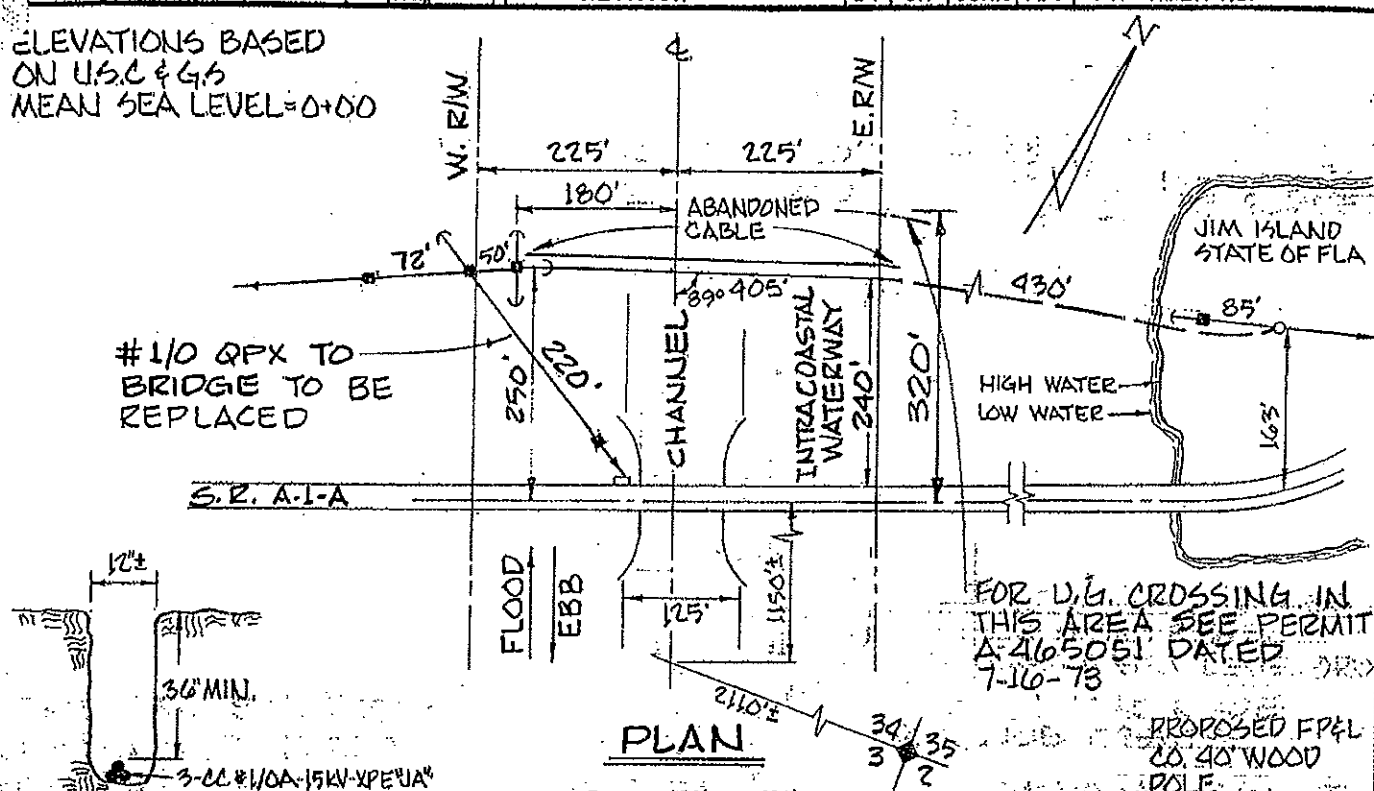 ELEVATIONS BASED
ON U.S.C & G.S
MEAN SEA LEVEL=0+00
N
W. R/W
℄
E. R/W
225'
225'
180'
ABANDONED
CABLE
JIM ISLAND
STATE OF FLA
72'
50'
89°
405'
430'
85'
#1/0 QPX TO
BRIDGE TO BE
REPLACED
250'
220'
CHANNEL
INTRACOASTAL
WATERWAY
240'
320'
HIGH WATER
LOW WATER
163'
S.R. A-1-A
12"±
FLOOD
EBB
125'
1150'±
FOR U.G. CROSSING IN
THIS AREA SEE PERMIT
A-465051 DATED
7-16-73
36" MIN.
2110'±
PLAN
34
35
3
2
PROPOSED FP&L
CO. 40' WOOD
POLE
3-CC #1/0A-15KV-XPE"JA"